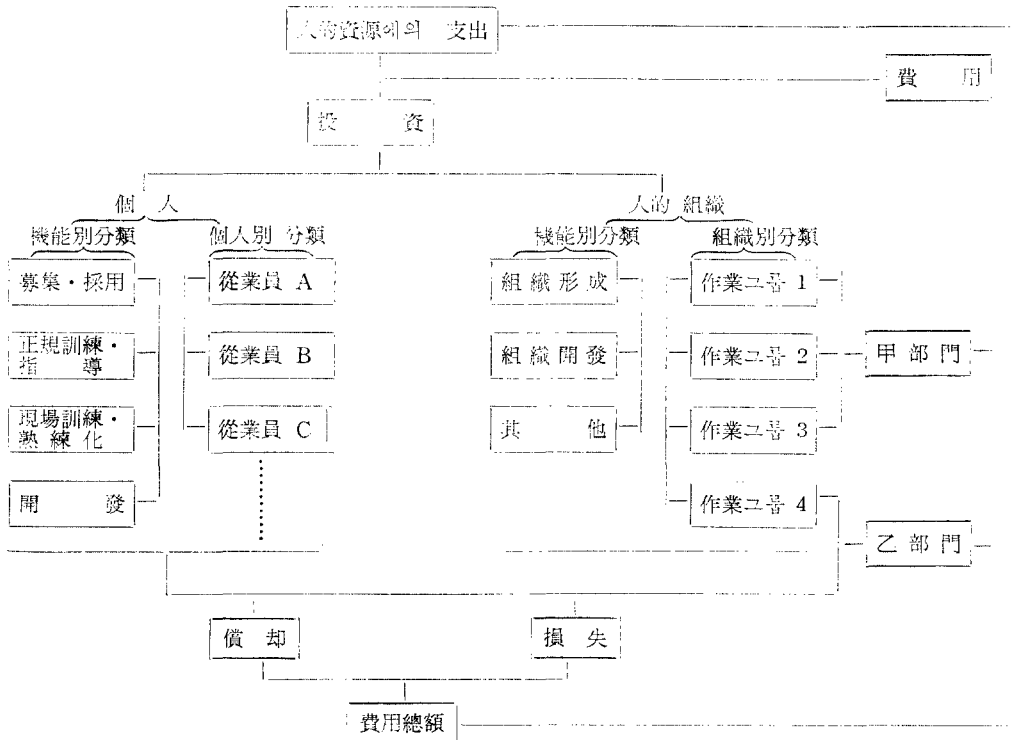 人的資源에의 支出
費 用
投 資
個 人
人的 組織
機能別分類
個人別 分類
機能別分類
組織別分類
募集・採用
從業員 A
組織形成
作業그룹 1
正規訓練・
指 導
從業員 B
組織開發
作業그룹 2
甲部門
現場訓練・
熟練化
從業員 C
其 他
作業그룹 3
開 發
作業그룹 4
乙部門
償 却
損 失
費用總額